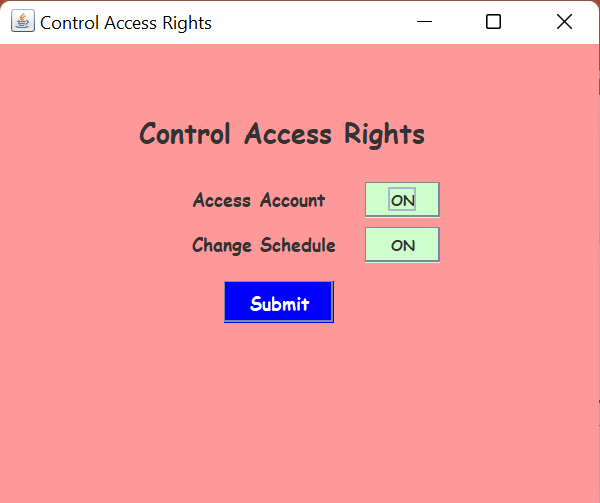 Control Access Rights
Control Access Rights
Access Account ON
Change Schedule ON
Submit